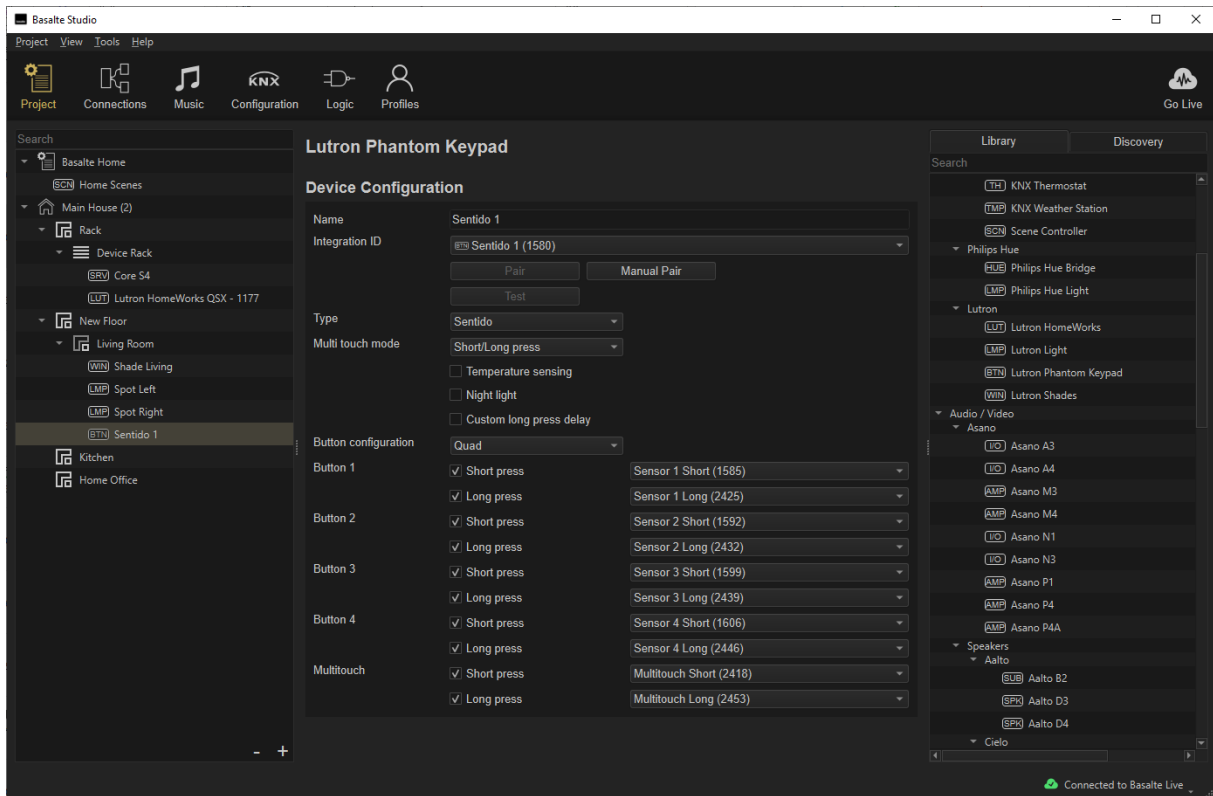 Basalte Studio
Project View Tools Help
Project Connections Music KNX Configuration Logic Profiles Go Live
Search
Basalte Home
SCN Home Scenes
Main House (2)
Rack
Device Rack
SRV Core S4
LUT Lutron HomeWorks QSX - 1177
New Floor
Living Room
WIN Shade Living
LMP Spot Left
LMP Spot Right
BTN Sentido 1
Kitchen
Home Office
- +
Lutron Phantom Keypad
Device Configuration
Name Sentido 1
Integration ID BTN Sentido 1 (1580)
Pair Manual Pair
Test
Type Sentido
Multi touch mode Short/Long press
Temperature sensing
Night light
Custom long press delay
Button configuration Quad
Button 1 Short press Sensor 1 Short (1585)
Long press Sensor 1 Long (2425)
Button 2 Short press Sensor 2 Short (1592)
Long press Sensor 2 Long (2432)
Button 3 Short press Sensor 3 Short (1599)
Long press Sensor 3 Long (2439)
Button 4 Short press Sensor 4 Short (1606)
Long press Sensor 4 Long (2446)
Multitouch Short press Multitouch Short (2418)
Long press Multitouch Long (2453)
Library Discovery
Search
TH KNX Thermostat
TMP KNX Weather Station
SCN Scene Controller
Philips Hue
HUE Philips Hue Bridge
LMP Philips Hue Light
Lutron
LUT Lutron HomeWorks
LMP Lutron Light
BTN Lutron Phantom Keypad
WIN Lutron Shades
Audio / Video
Asano
I/O Asano A3
I/O Asano A4
AMP Asano M3
AMP Asano M4
I/O Asano N1
I/O Asano N3
AMP Asano P1
AMP Asano P4
AMP Asano P4A
Speakers
Aalto
SUB Aalto B2
SPK Aalto D3
SPK Aalto D4
Cielo
Connected to Basalte Live